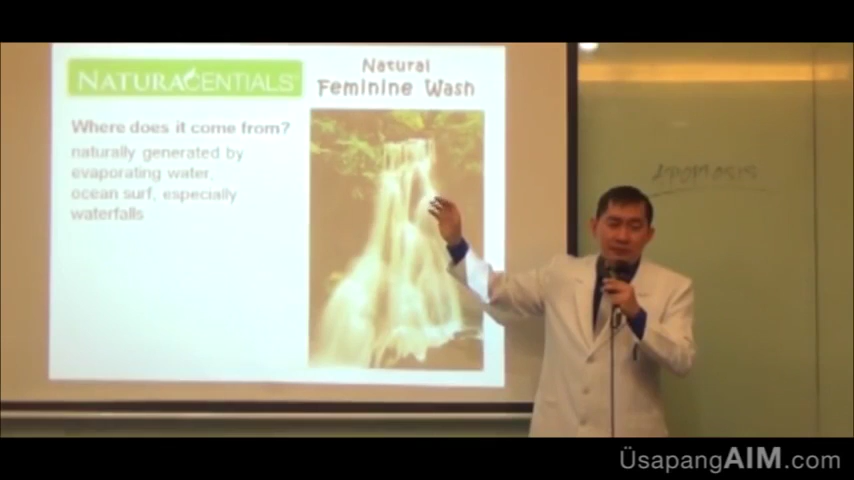 NATURACENTIALS
Natural
Feminine Wash
Where does it come from?
naturally generated by
evaporating water,
ocean surf, especially
waterfalls
Apoptosis
ÜsapangAIM.com